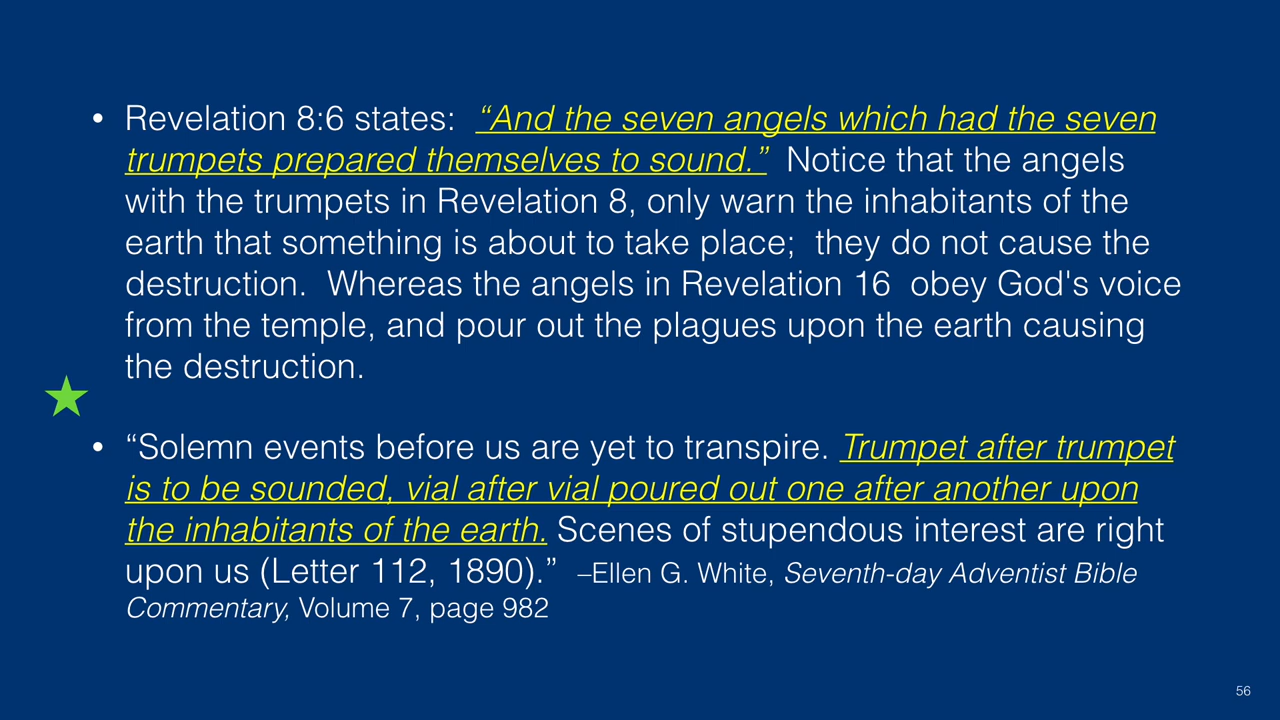 • Revelation 8:6 states:  “And the seven angels which had the seven
trumpets prepared themselves to sound.”  Notice that the angels
with the trumpets in Revelation 8, only warn the inhabitants of the
earth that something is about to take place;  they do not cause the
destruction.  Whereas the angels in Revelation 16  obey God's voice
from the temple, and pour out the plagues upon the earth causing
the destruction.
• “Solemn events before us are yet to transpire. Trumpet after trumpet
is to be sounded, vial after vial poured out one after another upon
the inhabitants of the earth. Scenes of stupendous interest are right
upon us (Letter 112, 1890).”  –Ellen G. White, Seventh-day Adventist Bible
Commentary, Volume 7, page 982
56